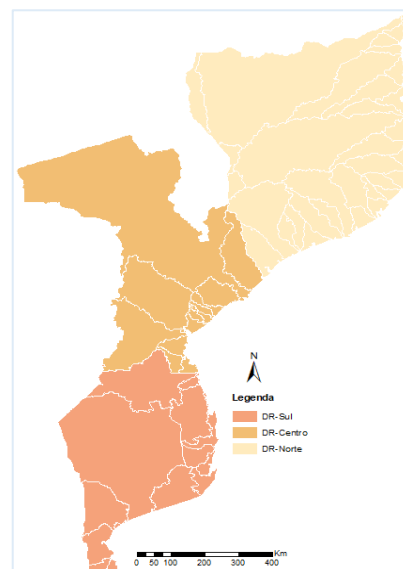 N
Legenda
DR-Sul
DR-Centro
DR-Norte
0 50 100 200 300 400 Km